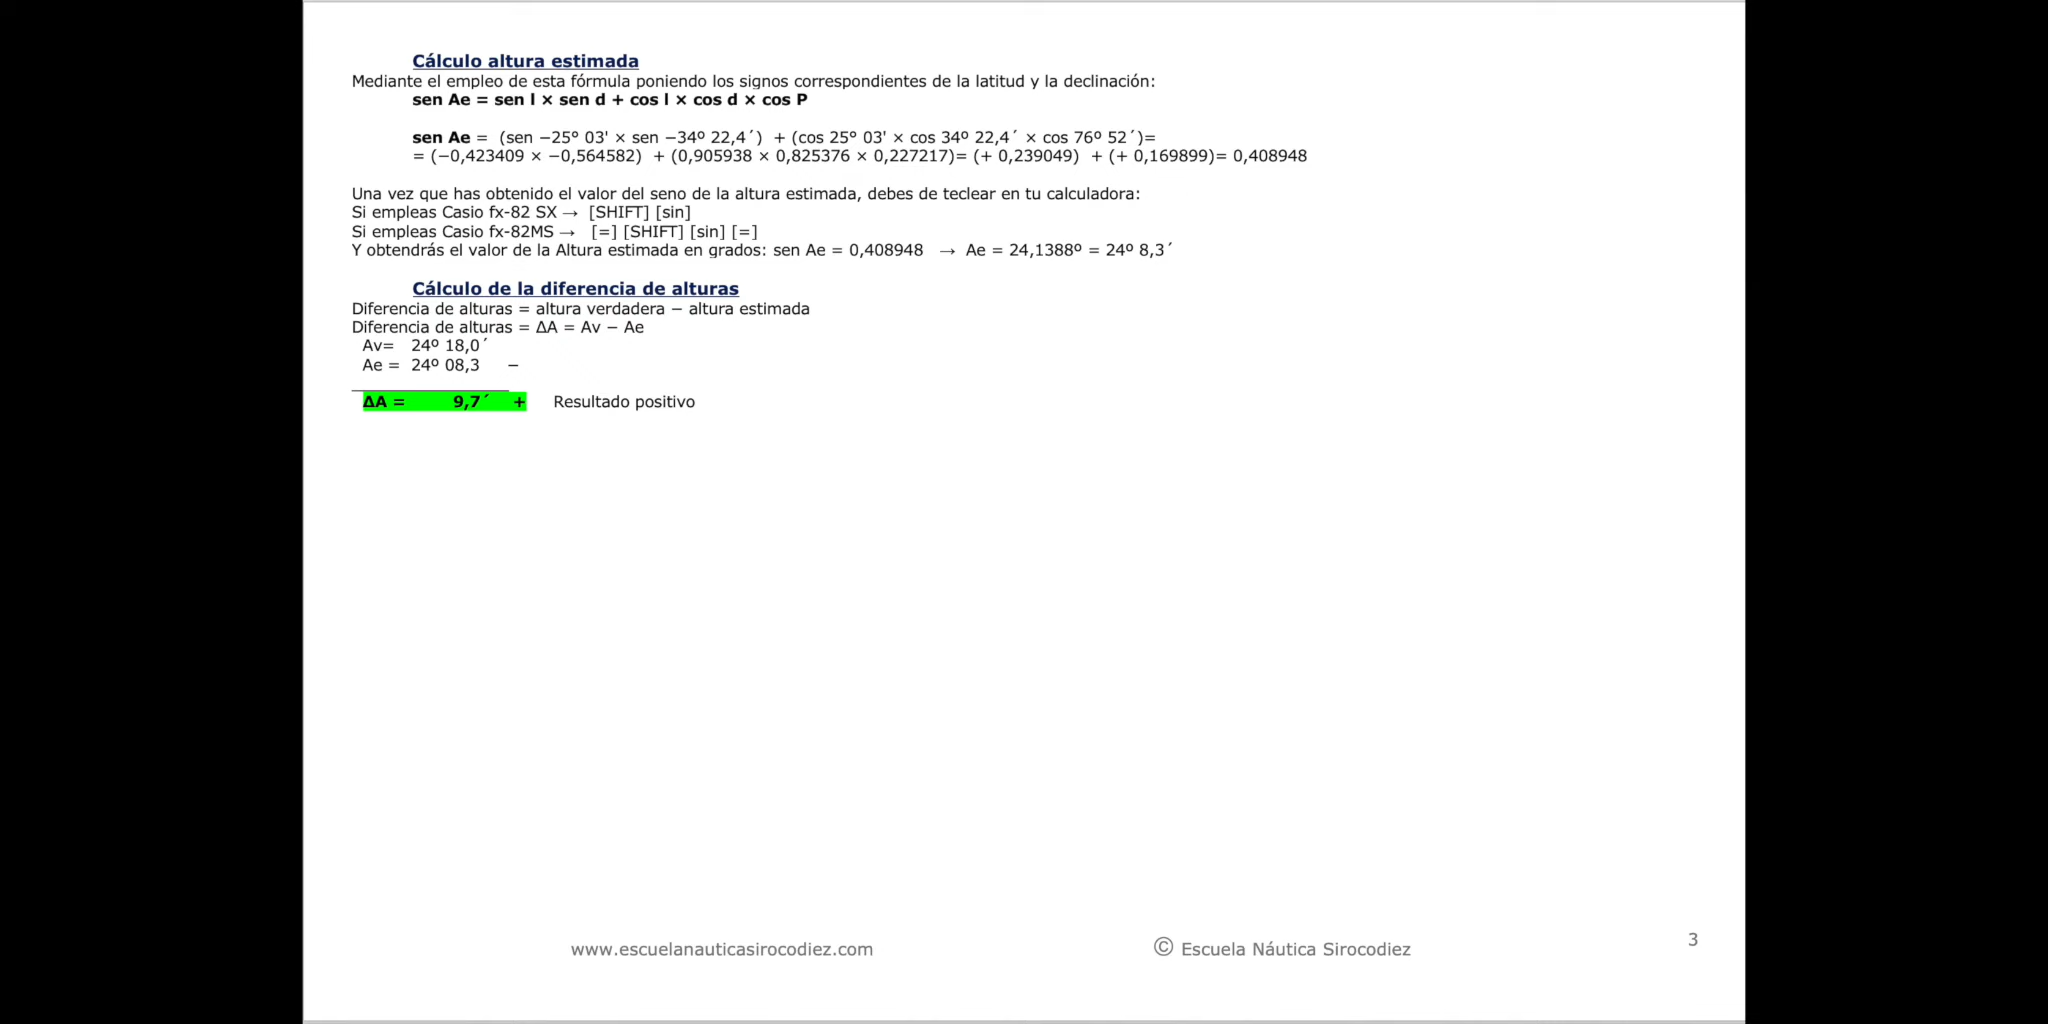 Cálculo altura estimada
Mediante el empleo de esta fórmula poniendo los signos correspondientes de la latitud y la declinación:
sen Ae = sen l × sen d + cos l × cos d × cos P
sen Ae = (sen −25° 03' × sen −34º 22,4´) + (cos 25° 03' × cos 34º 22,4´ × cos 76º 52´)=
= (−0,423409 × −0,564582) + (0,905938 × 0,825376 × 0,227217)= (+ 0,239049) + (+ 0,169899)= 0,408948
Una vez que has obtenido el valor del seno de la altura estimada, debes de teclear en tu calculadora:
Si empleas Casio fx-82 SX → [SHIFT] [sin]
Si empleas Casio fx-82MS → [=] [SHIFT] [sin] [=]
Y obtendrás el valor de la Altura estimada en grados: sen Ae = 0,408948 → Ae = 24,1388º = 24º 8,3´
Cálculo de la diferencia de alturas
Diferencia de alturas = altura verdadera − altura estimada
Diferencia de alturas = ∆A = Av − Ae
Av= 24º 18,0´
Ae = 24º 08,3 −
∆A = 9,7´ + Resultado positivo
www.escuelanauticasirocodiez.com © Escuela Náutica Sirocodiez 3